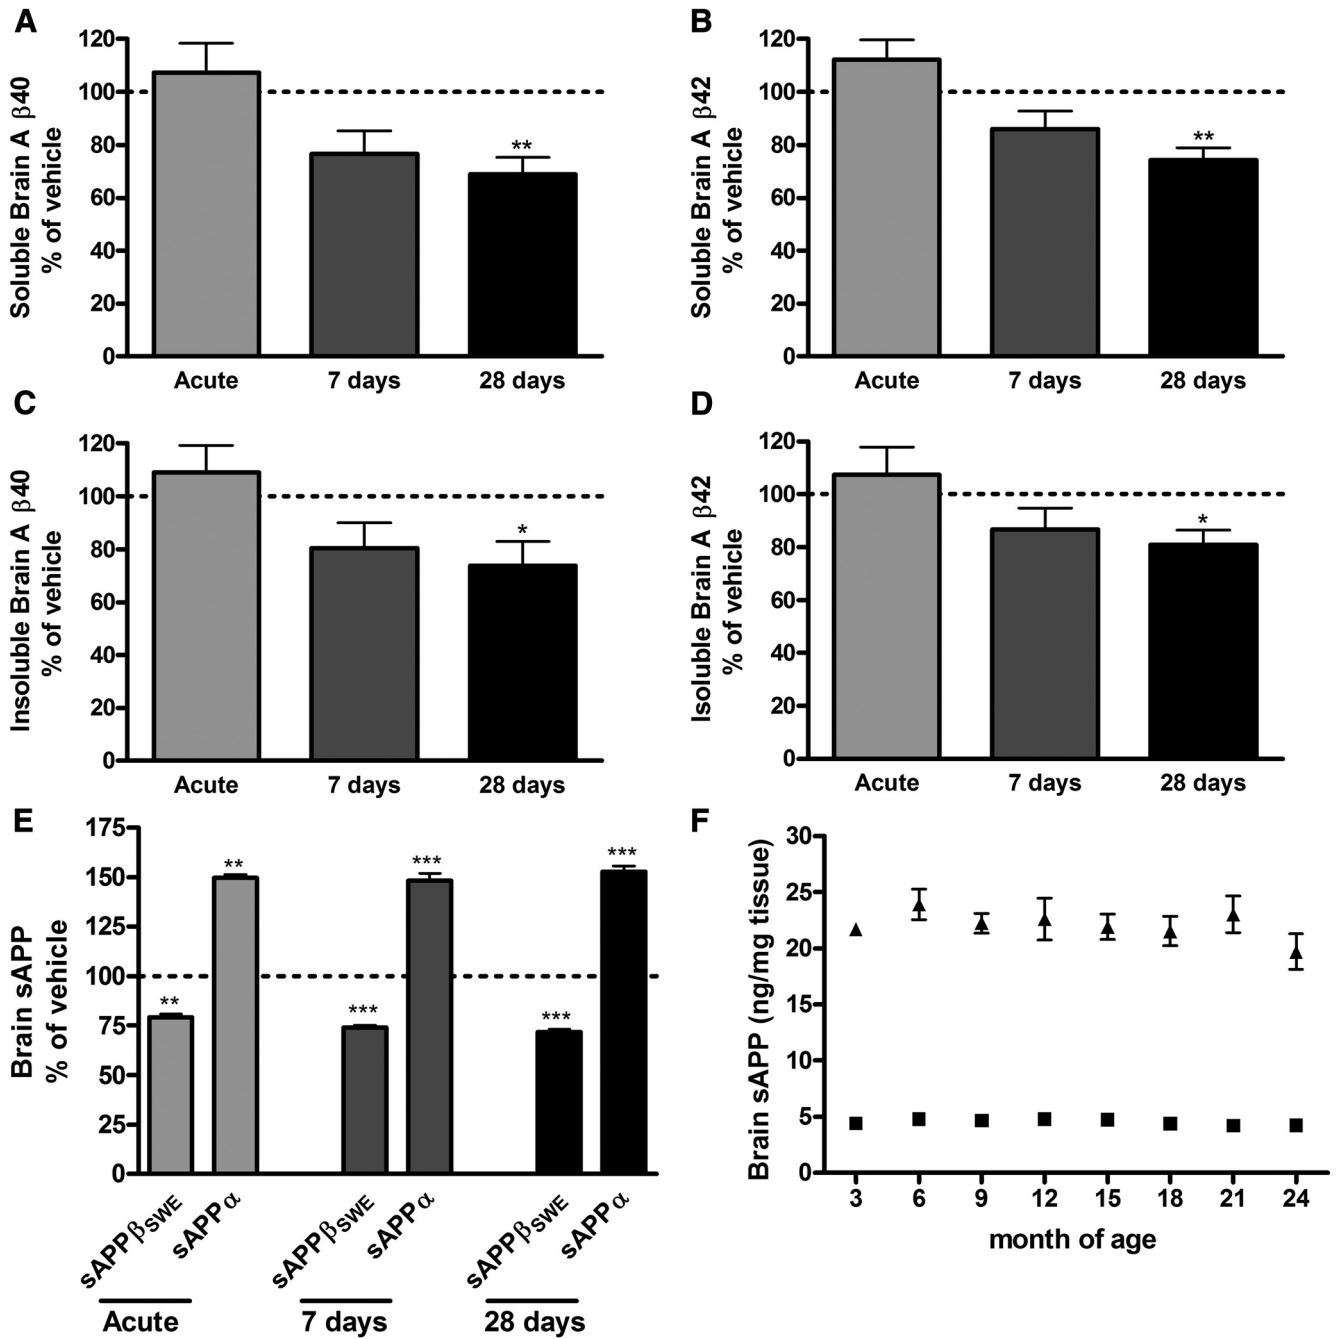 A
120
100
80
60
40
20
0
Soluble Brain A β40
% of vehicle
**
Acute 7 days 28 days
B
120
100
80
60
40
20
0
Soluble Brain A β42
% of vehicle
**
Acute 7 days 28 days
C
120
100
80
60
40
20
0
Insoluble Brain A β40
% of vehicle
*
Acute 7 days 28 days
D
120
100
80
60
40
20
0
Isoluble Brain A β42
% of vehicle
*
Acute 7 days 28 days
E
175
150
125
100
75
50
25
0
Brain sAPP
% of vehicle
** ** *** *** *** ***
sAPPβSWE sAPPα sAPPβSWE sAPPα sAPPβSWE sAPPα
Acute 7 days 28 days
F
30
25
20
15
10
5
0
Brain sAPP (ng/mg tissue)
3 6 9 12 15 18 21 24
month of age